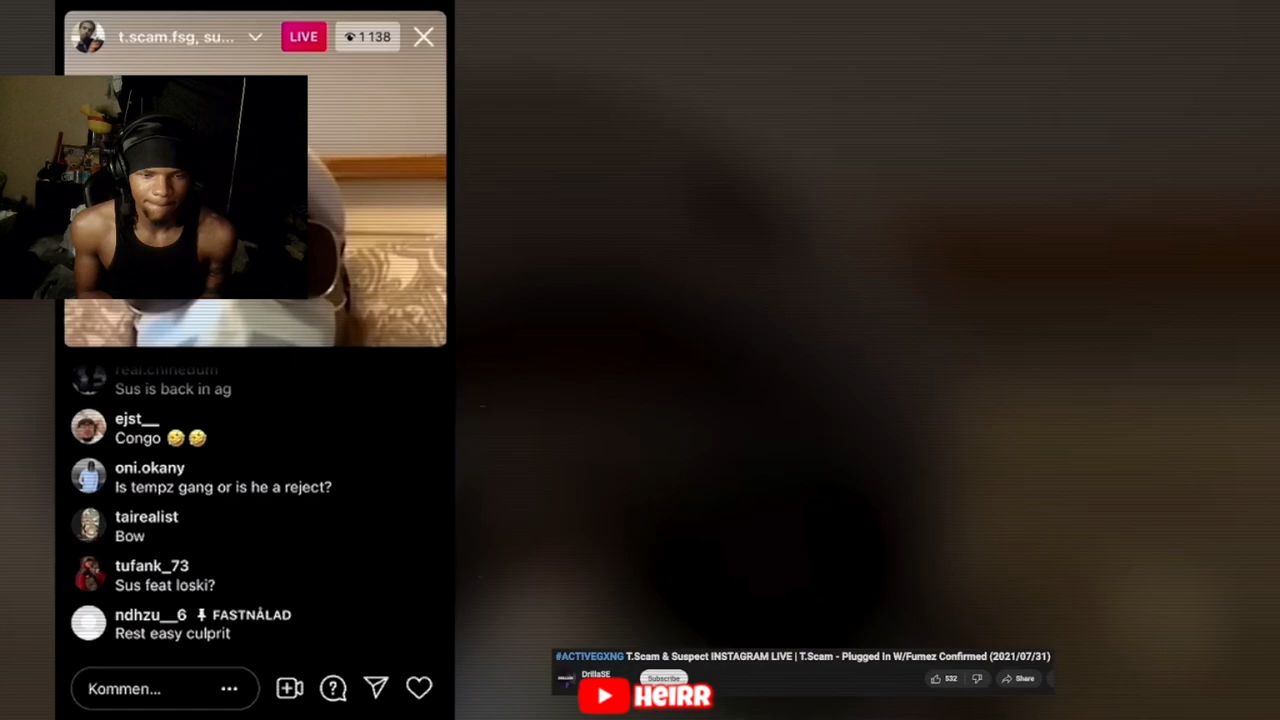 t.scam.fsg, su...
LIVE
1 138
real.chinedum
Sus is back in ag
ejst__
Congo 🤣 🤣
oni.okany
Is tempz gang or is he a reject?
tairealist
Bow
tufank_73
Sus feat loski?
ndhzu__6 FASTNÅLAD
Rest easy culprit
Kommen... •••
#ACTIVEGXNG T.Scam & Suspect INSTAGRAM LIVE | T.Scam - Plugged In W/Fumez Confirmed (2021/07/31)
DrillaSE
Subscribe
532
Share
HEIRR